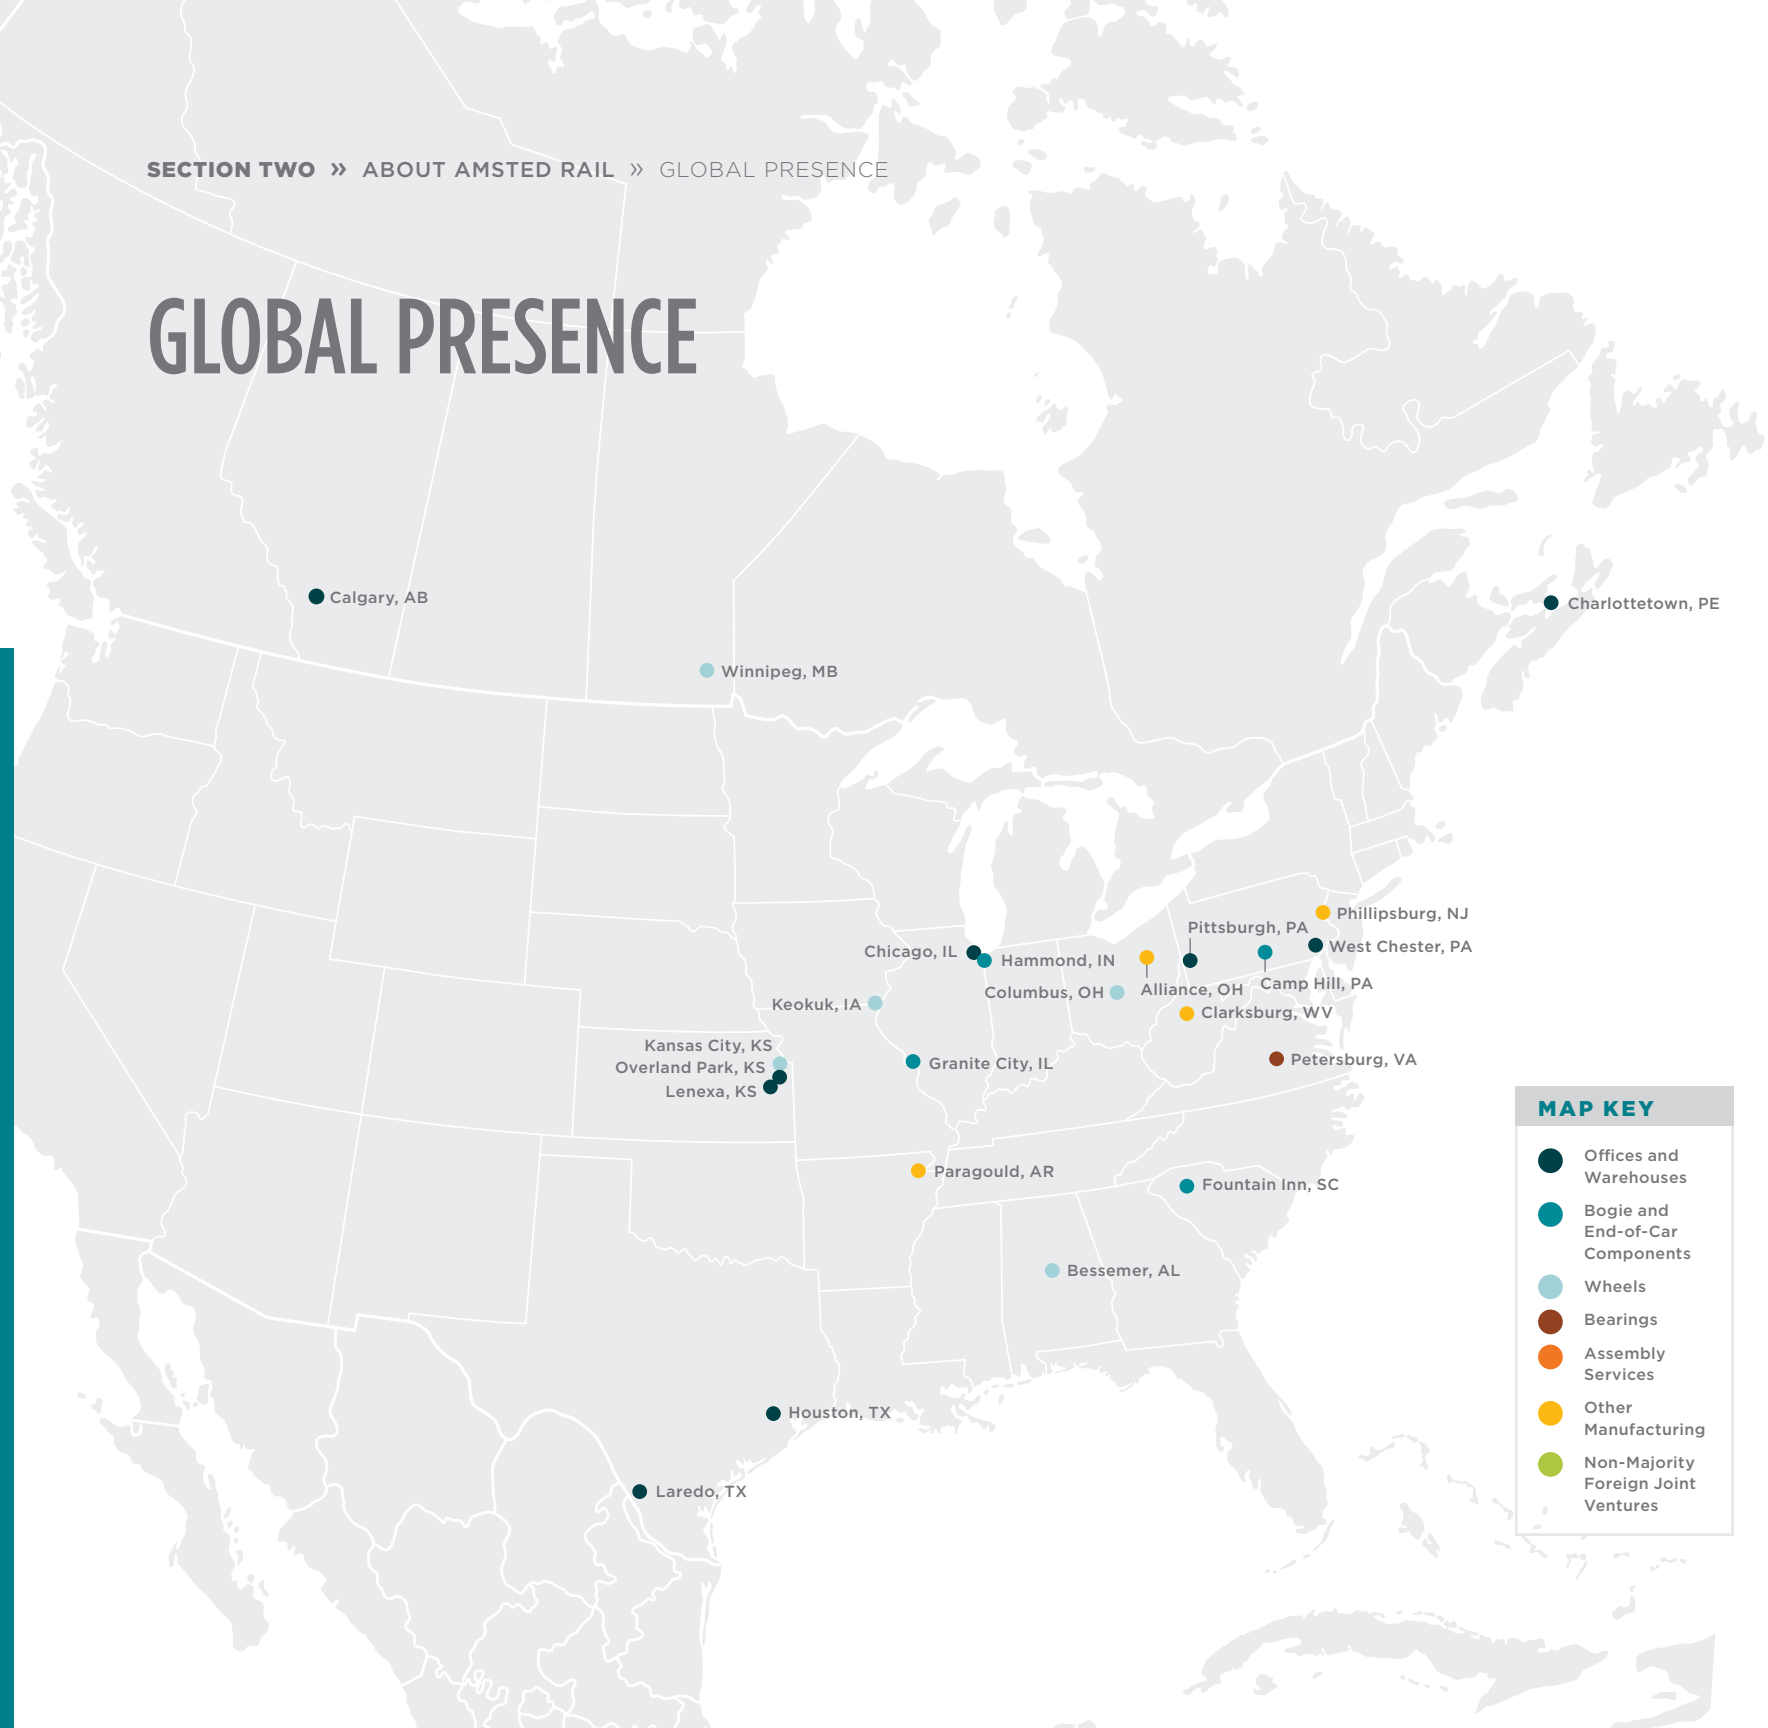 SECTION TWO » ABOUT AMSTED RAIL » GLOBAL PRESENCE
GLOBAL PRESENCE
Calgary, AB
Charlottetown, PE
Winnipeg, MB
Phillipsburg, NJ
Pittsburgh, PA
West Chester, PA
Chicago, IL
Hammond, IN
Camp Hill, PA
Alliance, OH
Columbus, OH
Keokuk, IA
Clarksburg, WV
Kansas City, KS
Overland Park, KS
Lenexa, KS
Granite City, IL
Petersburg, VA
Paragould, AR
Fountain Inn, SC
Bessemer, AL
Houston, TX
Laredo, TX
MAP KEY
Offices and
Warehouses
Bogie and
End-of-Car
Components
Wheels
Bearings
Assembly
Services
Other
Manufacturing
Non-Majority
Foreign Joint
Ventures